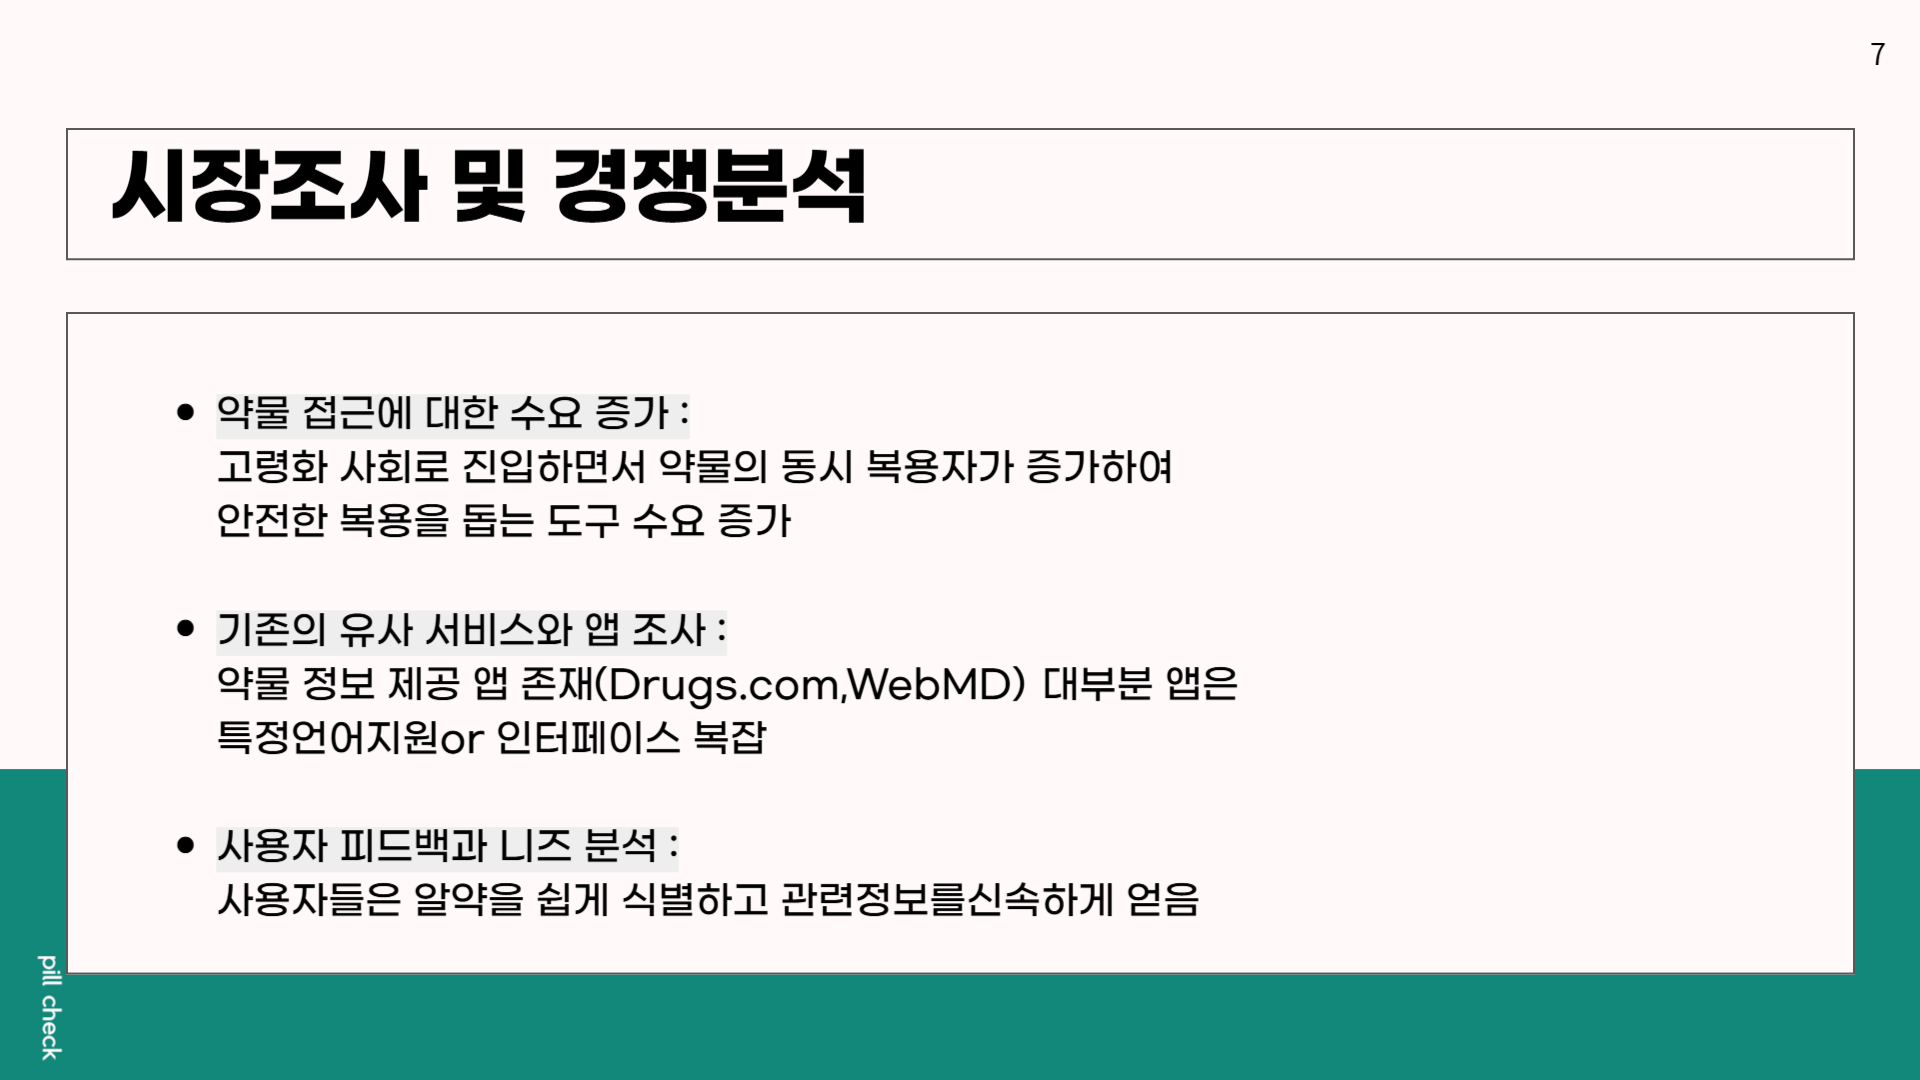 7
시장조사 및 경쟁분석
• 약물 접근에 대한 수요 증가 :
고령화 사회로 진입하면서 약물의 동시 복용자가 증가하여
안전한 복용을 돕는 도구 수요 증가
• 기존의 유사 서비스와 앱 조사 :
약물 정보 제공 앱 존재(Drugs.com,WebMD) 대부분 앱은
특정언어지원or 인터페이스 복잡
• 사용자 피드백과 니즈 분석 :
사용자들은 알약을 쉽게 식별하고 관련정보를신속하게 얻음
pill check